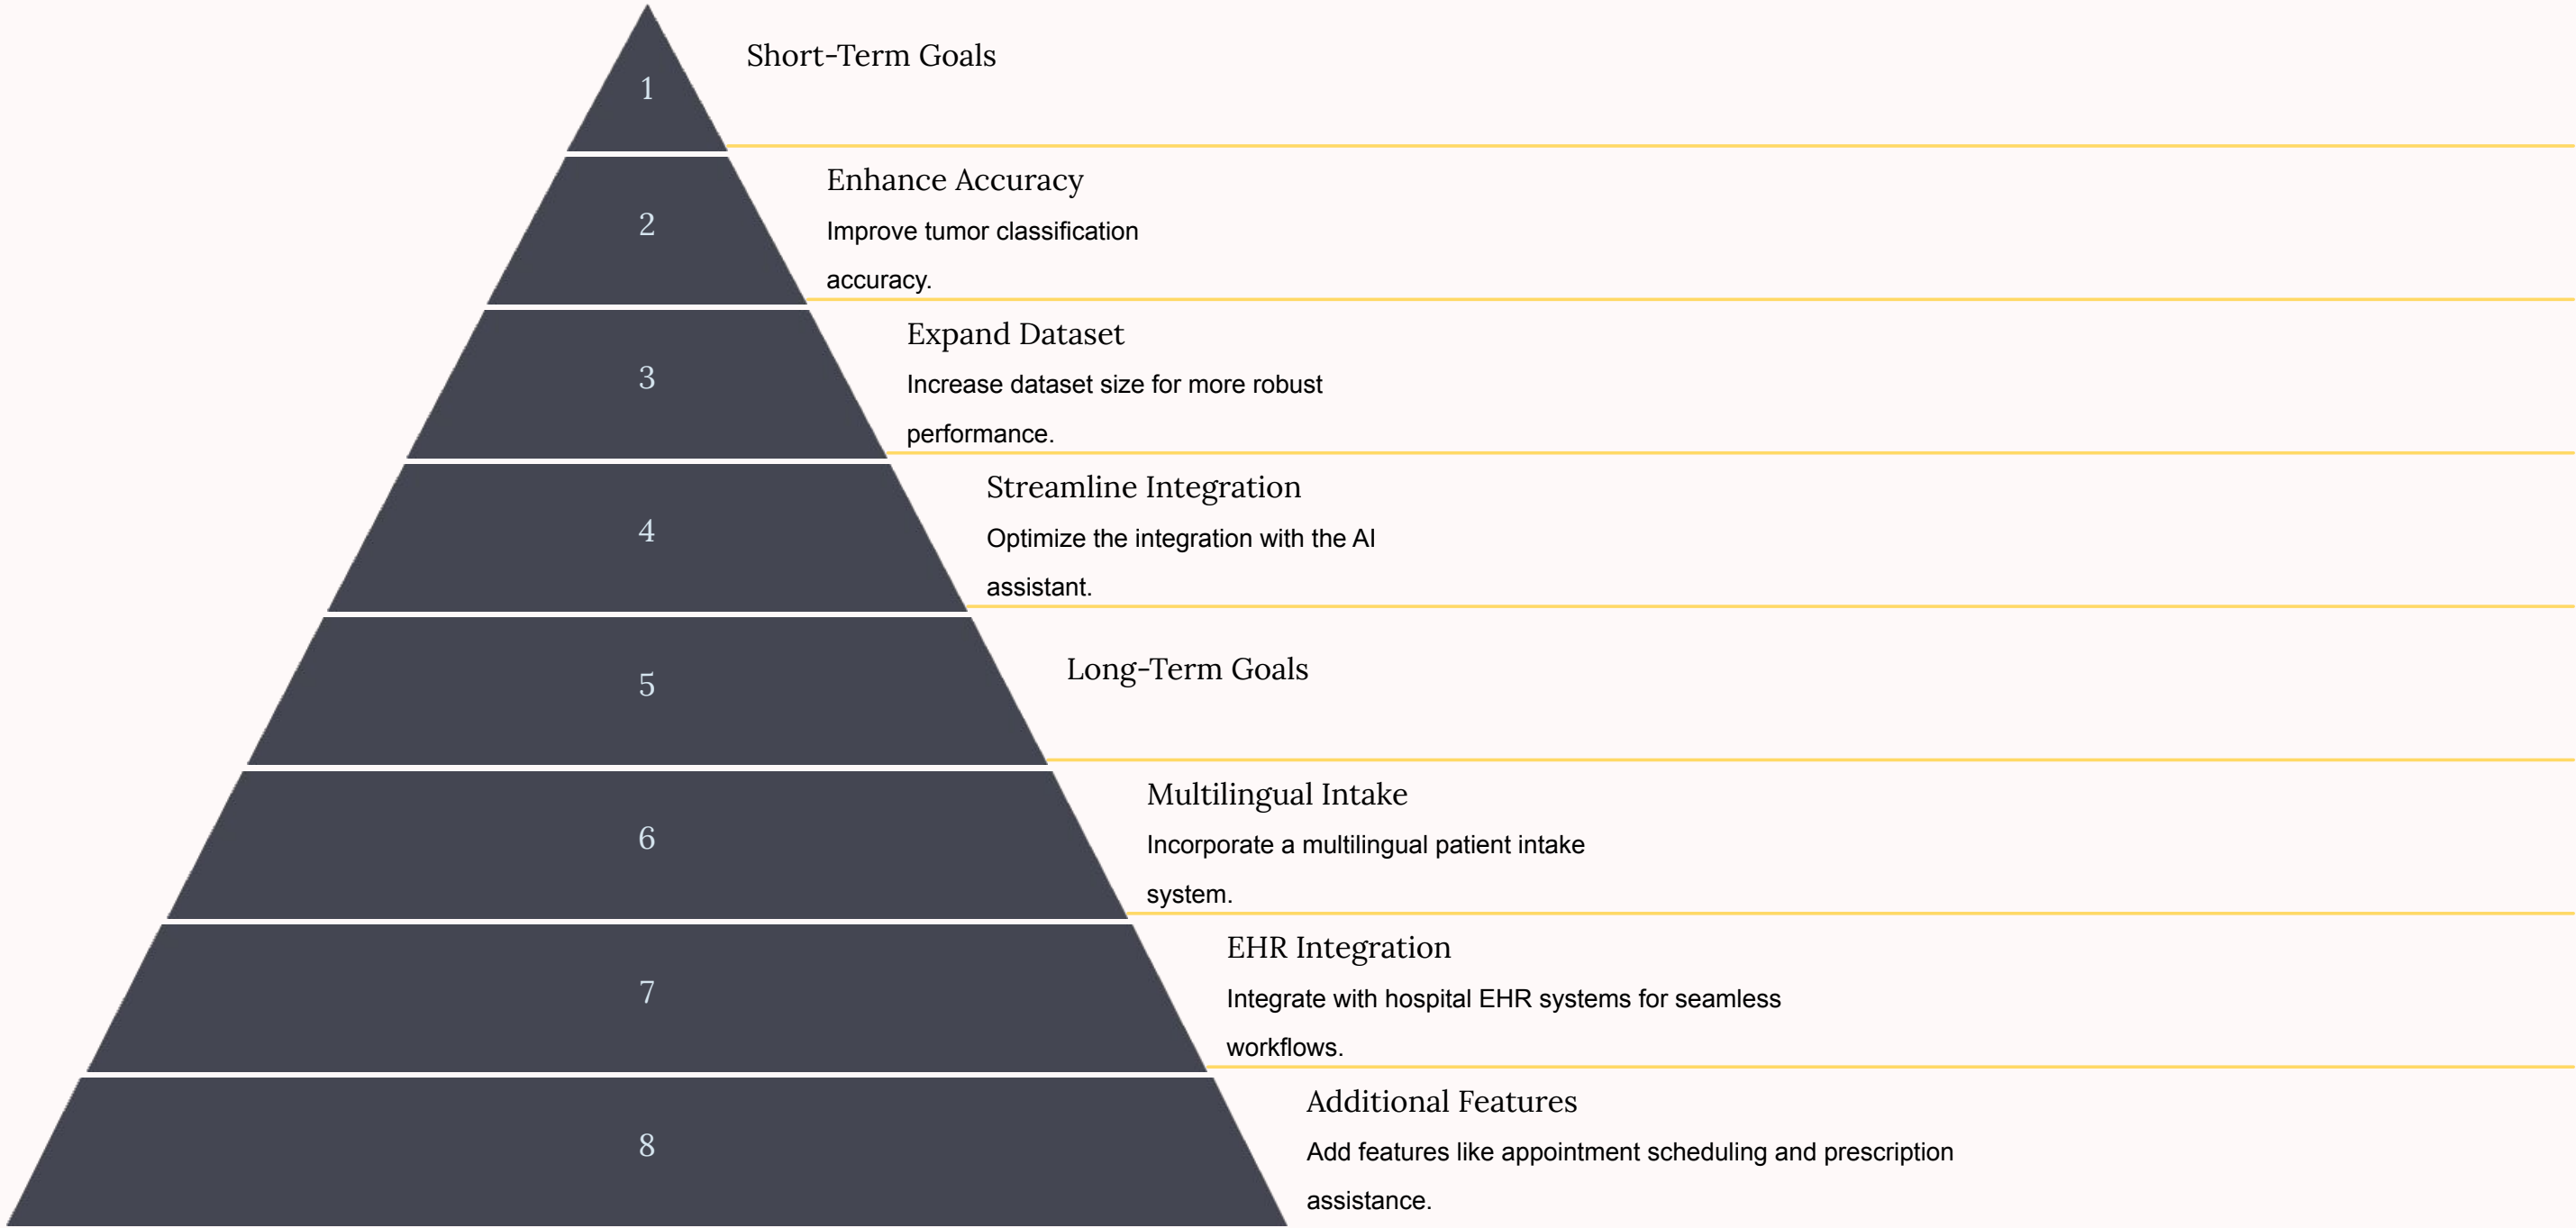 1
Short-Term Goals
2
Enhance Accuracy
Improve tumor classification
accuracy.
3
Expand Dataset
Increase dataset size for more robust
performance.
4
Streamline Integration
Optimize the integration with the AI
assistant.
5
Long-Term Goals
6
Multilingual Intake
Incorporate a multilingual patient intake
system.
7
EHR Integration
Integrate with hospital EHR systems for seamless
workflows.
8
Additional Features
Add features like appointment scheduling and prescription
assistance.